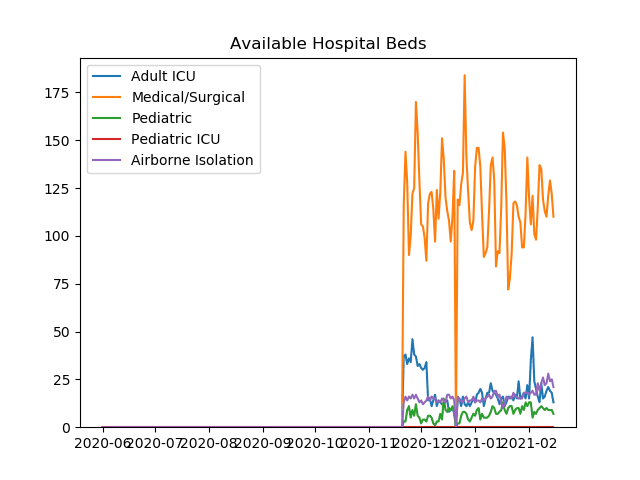 Available Hospital Beds
Adult ICU
Medical/Surgical
Pediatric
Pediatric ICU
Airborne Isolation
175
150
125
100
75
50
25
0
2020-06 2020-07 2020-08 2020-09 2020-10 2020-11 2020-12 2021-01 2021-02